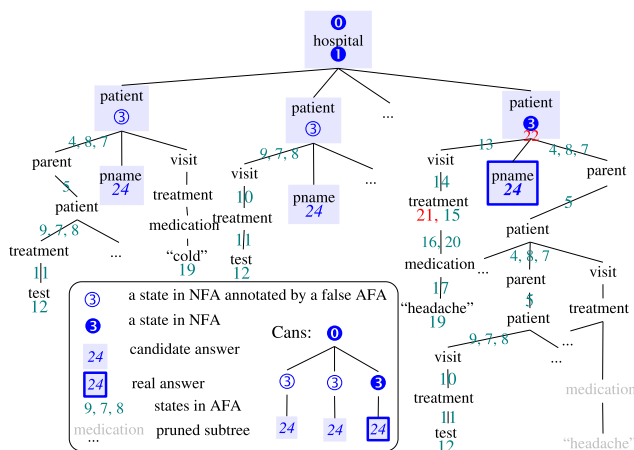 0
hospital
1
patient
3
patient
3
...
patient
3
22
4, 8, 7
9, 7, 8
13
4, 8, 7
parent
pname
24
visit
visit
pname
24
...
visit
pname
24
parent
5
treatment
10
14
5
patient
medication
treatment
treatment
21, 15
patient
9, 7, 8
treatment
...
"cold"
11
16, 20
4, 8, 7
11
19
test
medication
...
parent
visit
test
12
17
5
treatment
12
"headache"
patient
19
9, 7, 8
...
...
visit
10
medication
treatment
11
test
"headache"
12
3 a state in NFA annotated by a false AFA
3 a state in NFA
24 candidate answer
24 real answer
9, 7, 8 states in AFA
medication pruned subtree
...
Cans: 0
3 3 3
24 24 24